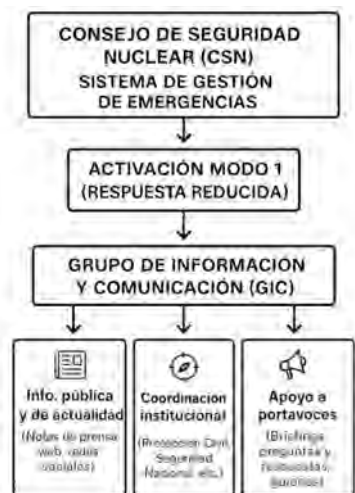 CONSEJO DE SEGURIDAD
NUCLEAR (CSN)
SISTEMA DE GESTIÓN
DE EMERGENCIAS
ACTIVACIÓN MODO 1
(RESPUESTA REDUCIDA)
GRUPO DE INFORMACIÓN
Y COMUNICACIÓN (GIC)
Info. pública
y de actualidad
(Notas de prensa
web, redes
sociales)
Coordinacion
institucional
(Protección Civil,
Seguridad
Nacional etc.)
Apoyo a
portavoces
(Briefings
preguntas y
respuestas,